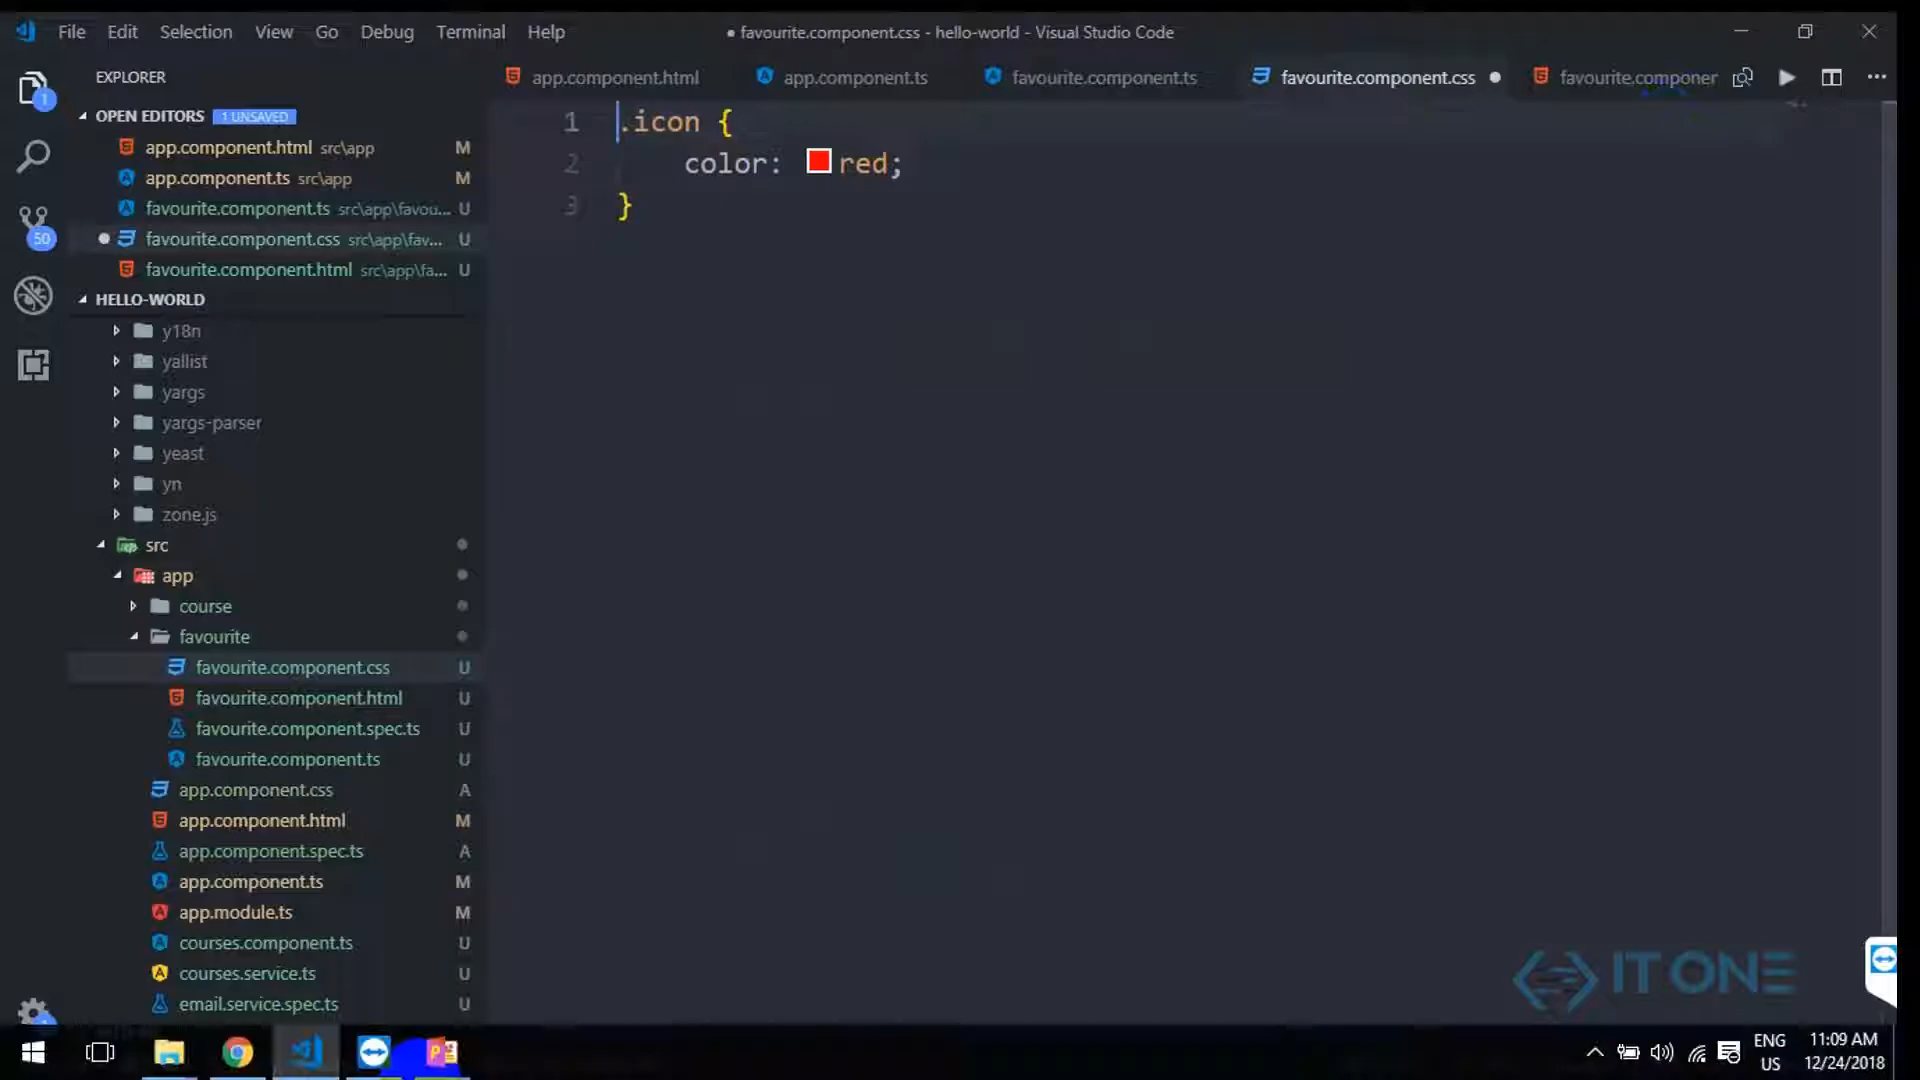 File Edit Selection View Go Debug Terminal Help
● favourite.component.css - hello-world - Visual Studio Code
EXPLORER
1
OPEN EDITORS 1 UNSAVED
app.component.html src\app M
app.component.ts src\app M
favourite.component.ts src\app\favou... U
favourite.component.css src\app\fav... U
favourite.component.html src\app\fa... U
50
HELLO-WORLD
y18n
yallist
yargs
yargs-parser
yeast
yn
zone.js
src
app
course
favourite
favourite.component.css U
favourite.component.html U
favourite.component.spec.ts U
favourite.component.ts U
app.component.css A
app.component.html M
app.component.spec.ts A
app.component.ts M
app.module.ts M
courses.component.ts U
courses.service.ts U
email.service.spec.ts U
app.component.html
app.component.ts
favourite.component.ts
favourite.component.css
favourite.componer
1 .icon {
2 color: red;
3 }
IT ONE
ENG
US
11:09 AM
12/24/2018